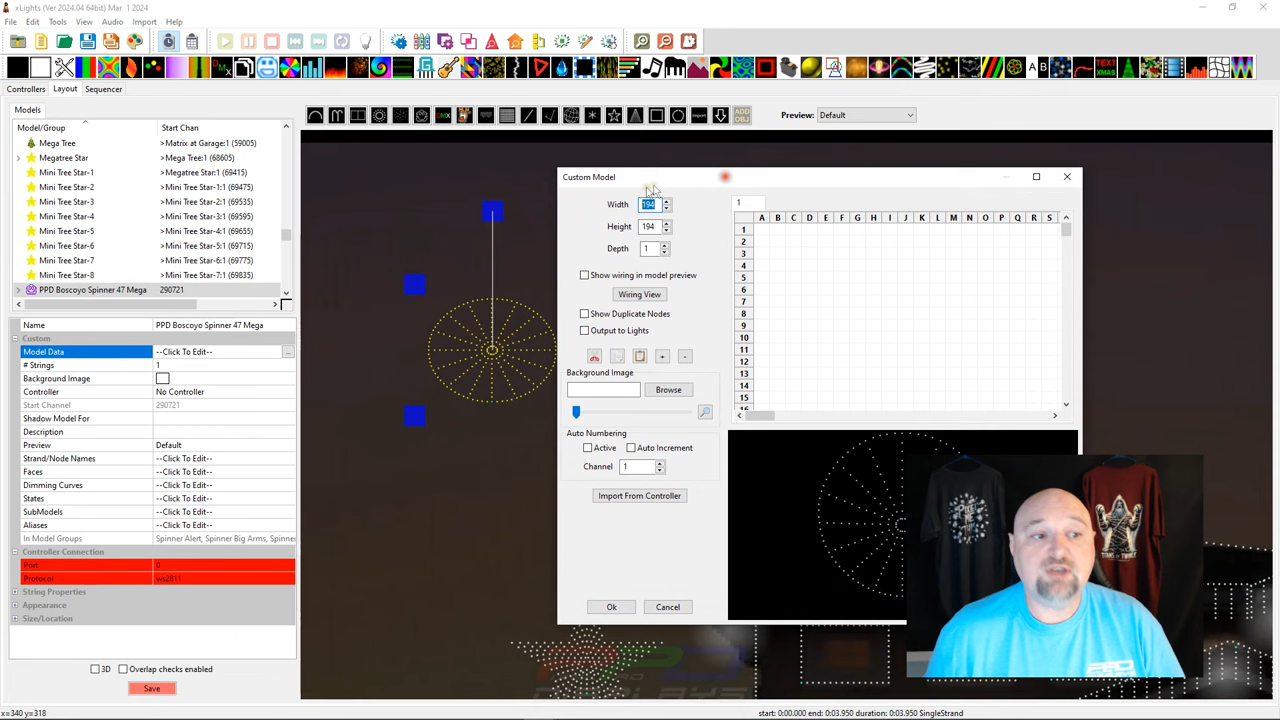 xLights (Ver 2024.04 64bit) Mar 1 2024
File Edit Tools View Audio Import Help
Controllers Layout Sequencer
Models
Preview: Default
Model/Group Start Chan
Mega Tree >Matrix at Garage:1 (59005)
Megatree Star >Mega Tree:1 (68605)
Mini Tree Star-1 >Megatree Star:1 (69415)
Mini Tree Star-2 >Mini Tree Star-1:1 (69475)
Mini Tree Star-3 >Mini Tree Star-2:1 (69535)
Mini Tree Star-4 >Mini Tree Star-3:1 (69595)
Mini Tree Star-5 >Mini Tree Star-4:1 (69655)
Mini Tree Star-6 >Mini Tree Star-5:1 (69715)
Mini Tree Star-7 >Mini Tree Star-6:1 (69775)
Mini Tree Star-8 >Mini Tree Star-7:1 (69835)
PPD Boscoyo Spinner 47 Mega 290721
Name PPD Boscoyo Spinner 47 Mega
Custom
Model Data --Click To Edit-- ...
# Strings 1
Background Image
Controller No Controller
Start Channel 290721
Shadow Model For
Description
Preview Default
Strand/Node Names --Click To Edit--
Faces --Click To Edit--
Dimming Curves --Click To Edit--
States --Click To Edit--
SubModels --Click To Edit--
Aliases --Click To Edit--
In Model Groups Spinner Alert, Spinner Big Arms, Spinner
Controller Connection
Port 0
Protocol ws2811
String Properties
Appearance
Size/Location
3D Overlap checks enabled
Save
Custom Model
Width 194
Height 194
Depth 1
Show wiring in model preview
Wiring View
Show Duplicate Nodes
Output to Lights
+ -
Background Image
Browse
Auto Numbering
Active Auto Increment
Channel 1
Import From Controller
Ok Cancel
1
A B C D E F G H I J K L M N O P Q R S
1
2
3
4
5
6
7
8
9
10
11
12
13
14
15
16
x=340 y=318 start: 0:00.000 end: 0:03.950 duration: 0:03.950 SingleStrand